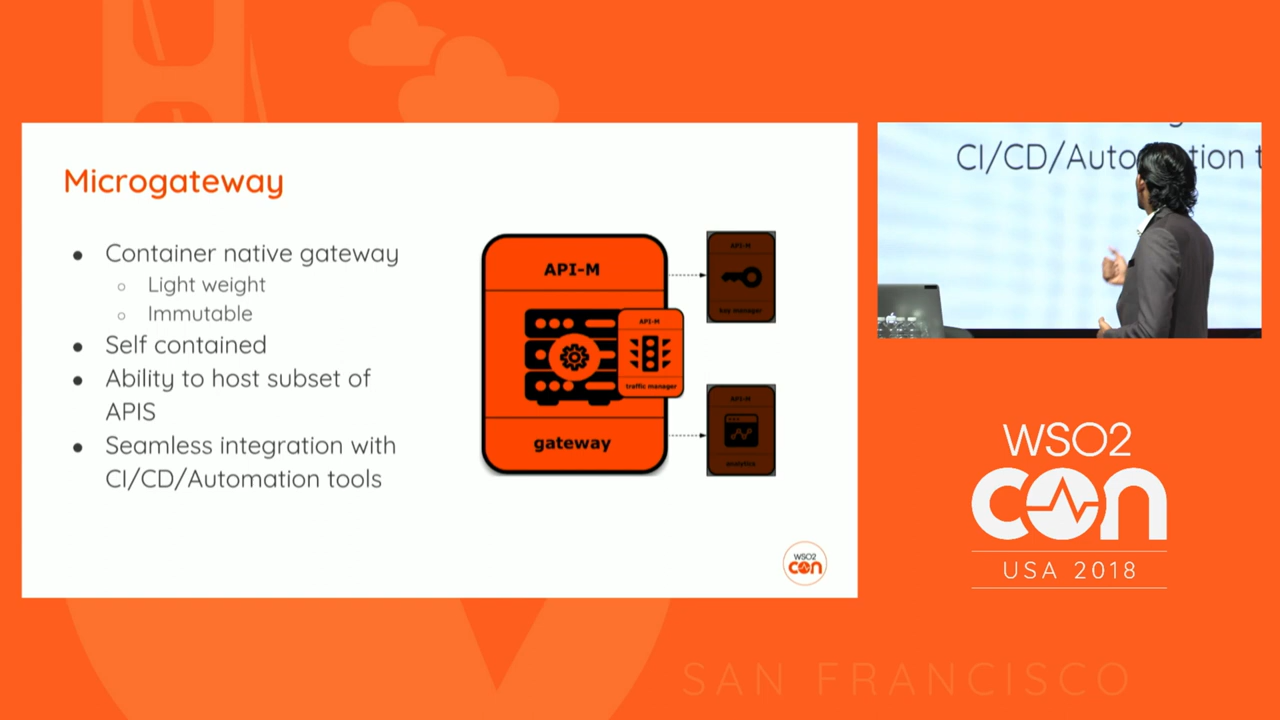 Microgateway
Container native gateway
Light weight
Immutable
Self contained
Ability to host subset of
APIS
Seamless integration with
CI/CD/Automation tools
API-M
API-M
traffic manager
gateway
API-M
key manager
API-M
analytics
WSO2
con
CI/CD/Auto
tion t
WSO2
con
USA 2018
SAN FRANCISCO